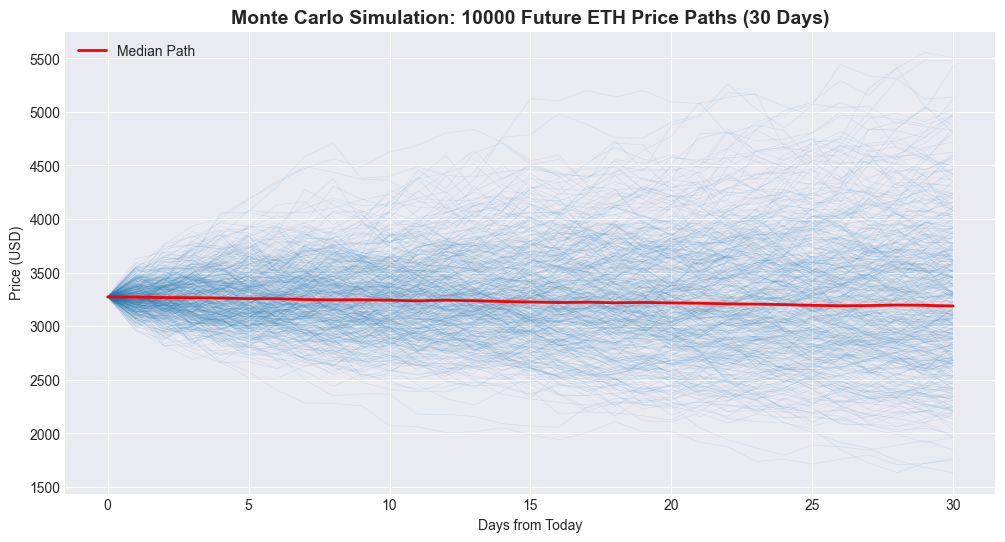 Monte Carlo Simulation: 10000 Future ETH Price Paths (30 Days)
Median Path
Price (USD)
5500
5000
4500
4000
3500
3000
2500
2000
1500
0 5 10 15 20 25 30
Days from Today